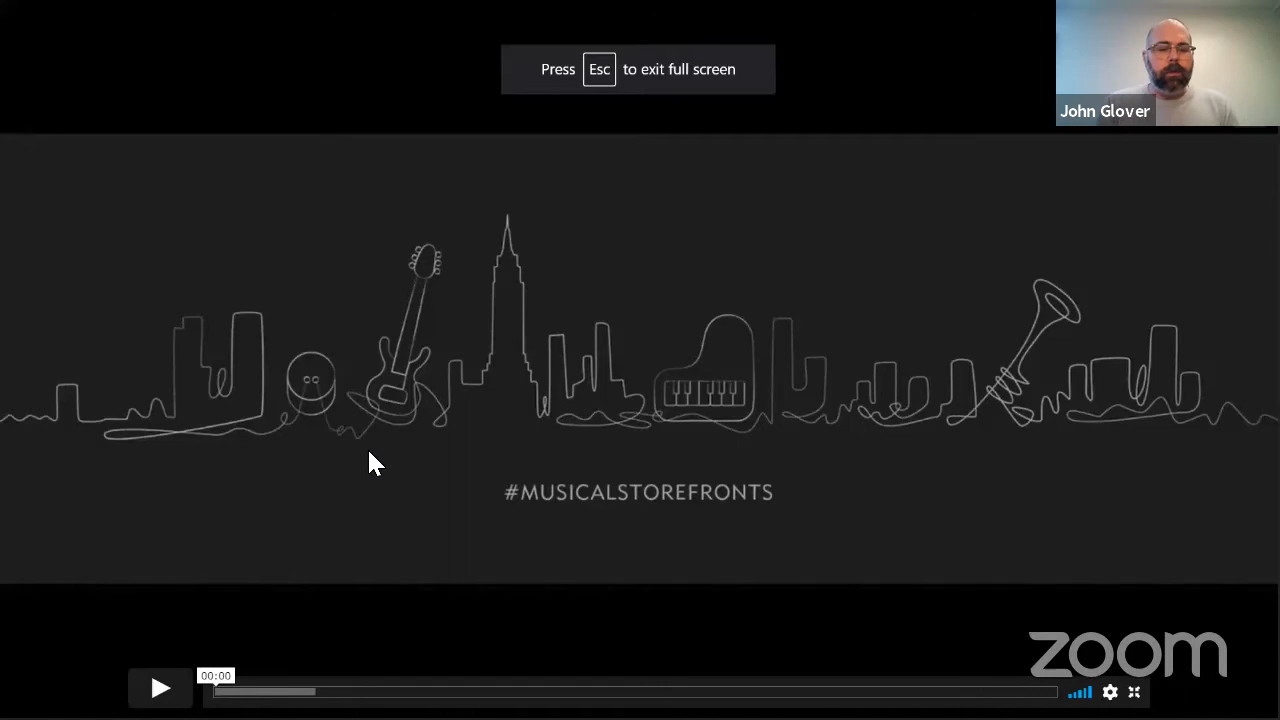 Press Esc to exit full screen
John Glover
#MUSICALSTOREFRONTS
zoom
00:00